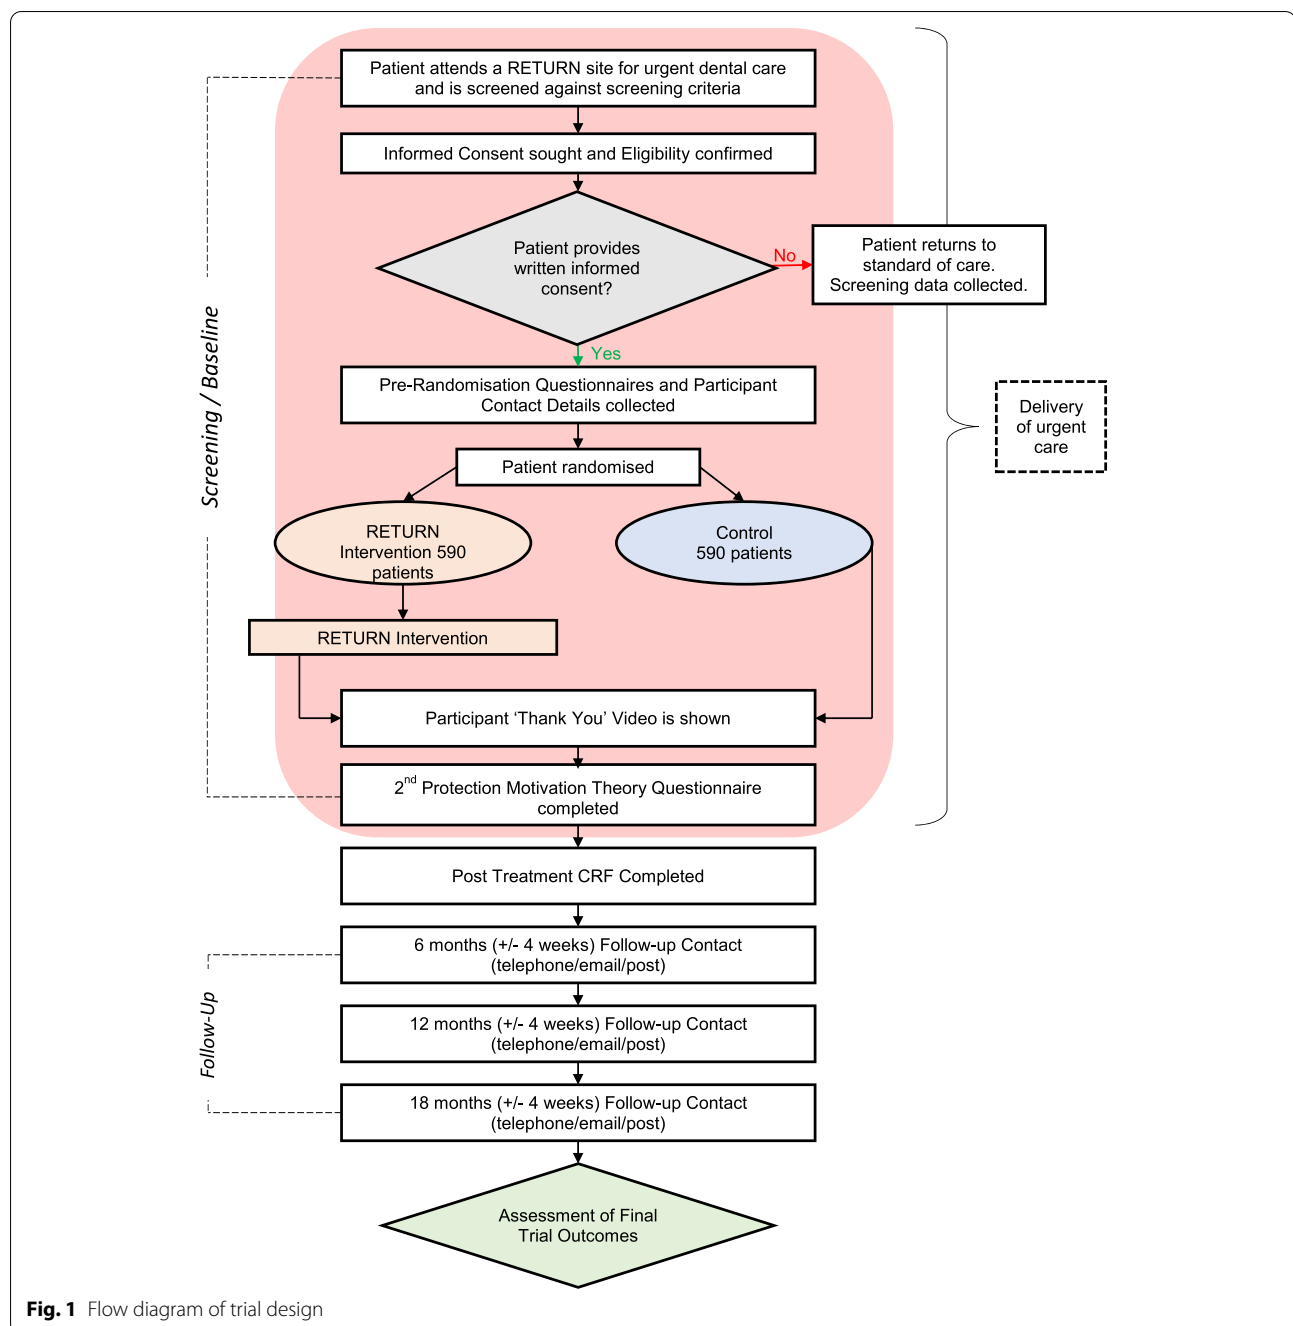 Patient attends a RETURN site for urgent dental care
and is screened against screening criteria
Informed Consent sought and Eligibility confirmed
Patient provides
written informed
consent?
No
Patient returns to
standard of care.
Screening data collected.
Yes
Screening / Baseline
Pre-Randomisation Questionnaires and Participant
Contact Details collected
Delivery
of urgent
care
Patient randomised
RETURN
Intervention 590
patients
Control
590 patients
RETURN Intervention
Participant ‘Thank You’ Video is shown
2nd Protection Motivation Theory Questionnaire
completed
Post Treatment CRF Completed
Follow-Up
6 months (+/- 4 weeks) Follow-up Contact
(telephone/email/post)
12 months (+/- 4 weeks) Follow-up Contact
(telephone/email/post)
18 months (+/- 4 weeks) Follow-up Contact
(telephone/email/post)
Assessment of Final
Trial Outcomes
Fig. 1 Flow diagram of trial design